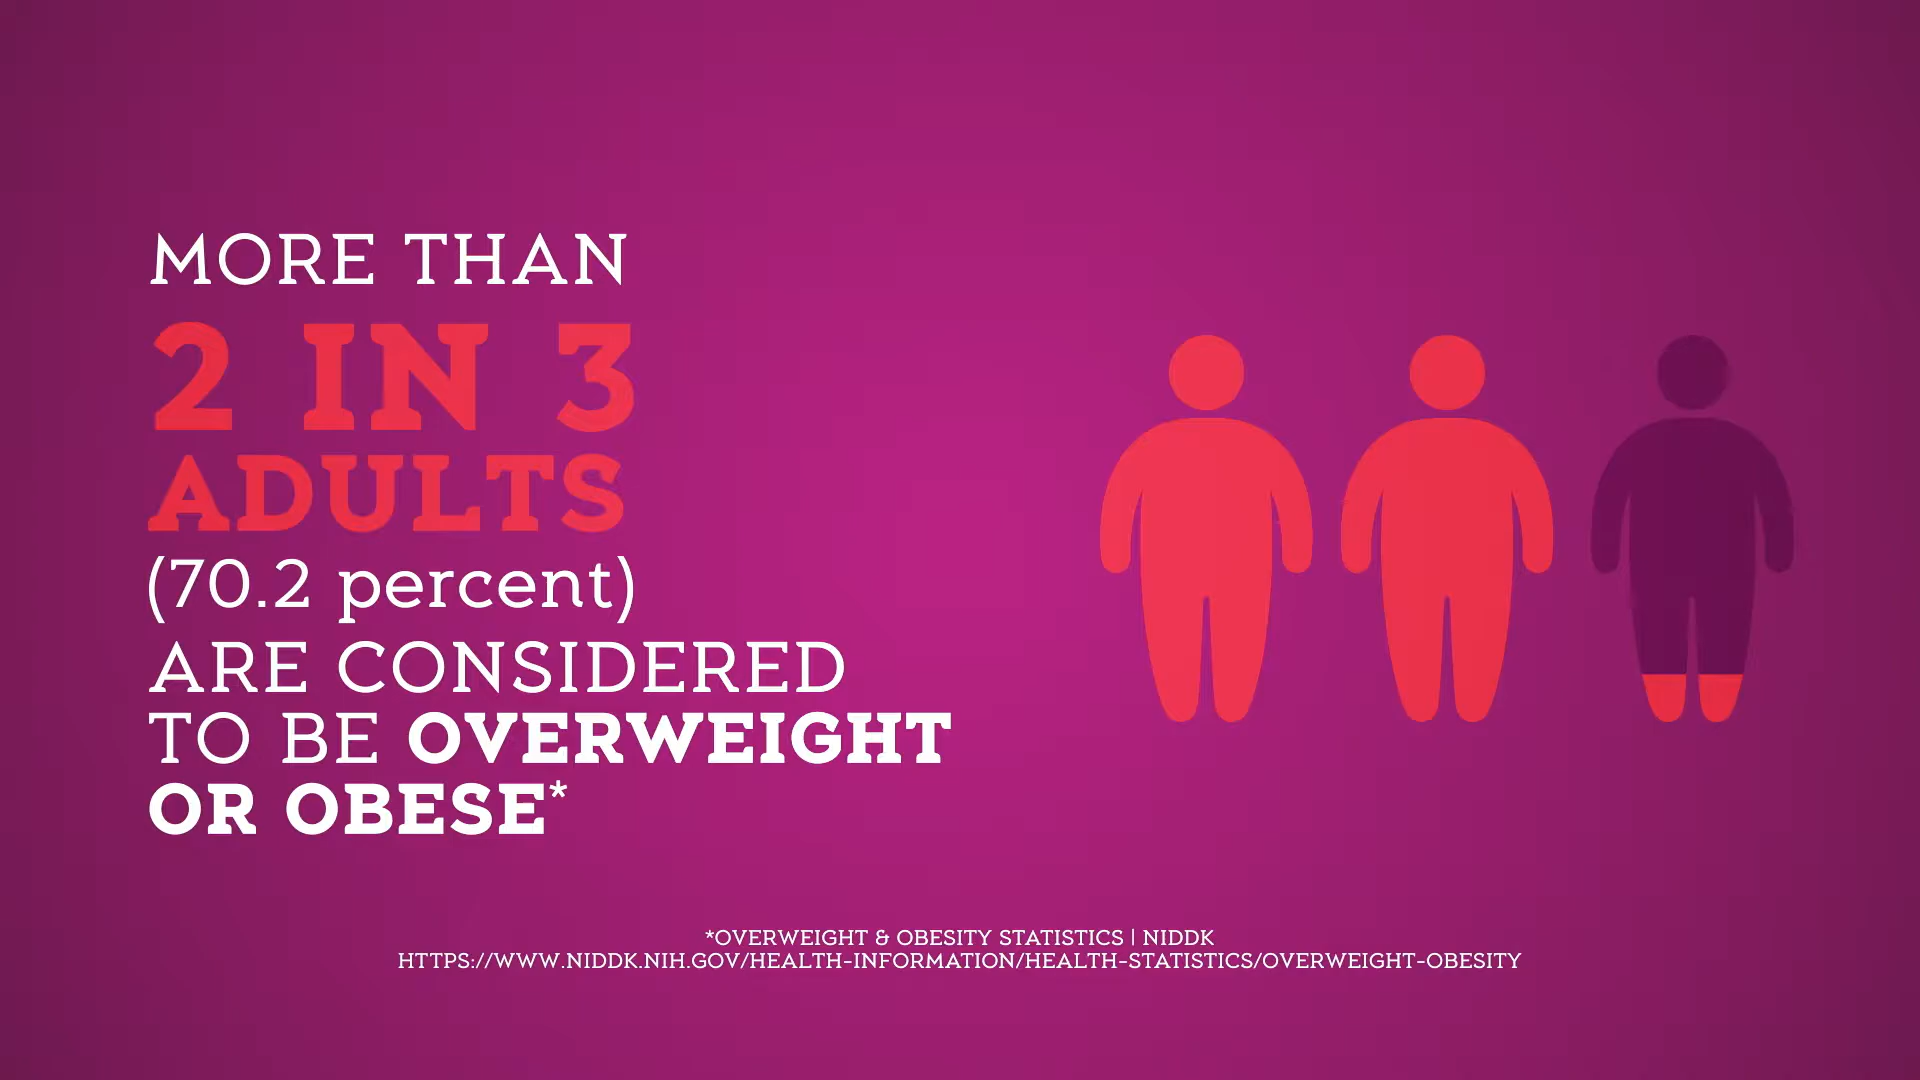 MORE THAN
2 IN 3
ADULTS
(70.2 percent)
ARE CONSIDERED
TO BE OVERWEIGHT
OR OBESE*
*OVERWEIGHT & OBESITY STATISTICS | NIDDK
HTTPS://WWW.NIDDK.NIH.GOV/HEALTH-INFORMATION/HEALTH-STATISTICS/OVERWEIGHT-OBESITY